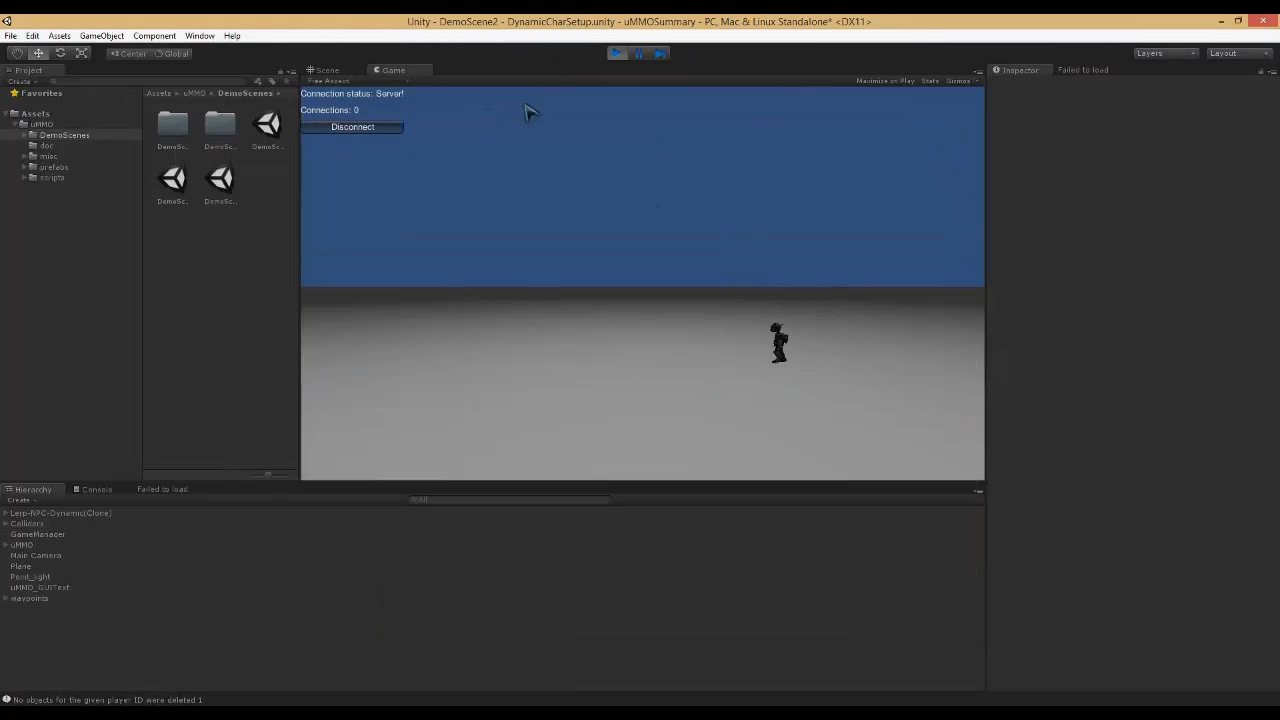 Unity - DemoScene2 - DynamicCharSetup.unity - uMMOSummary - PC, Mac & Linux Standalone* <DX11>
File Edit Assets GameObject Component Window Help
Center Global Layers Layout
Project Scene Game Inspector Failed to load
Create Free Aspect Maximize on Play Stats Gizmos
Favorites Assets uMMO DemoScenes
Connection status: Server!
Connections: 0
Disconnect
Assets
uMMO
DemoScenes
doc
misc
prefabs
scripts
DemoSc... DemoSc... DemoSc...
DemoSc... DemoSc...
Hierarchy Console Failed to load
Create All
Lerp-NPC-Dynamic(Clone)
Colliders
GameManager
uMMO
Main Camera
Plane
Point_light
uMMO_GUIText
waypoints
No objects for the given player ID were deleted 1